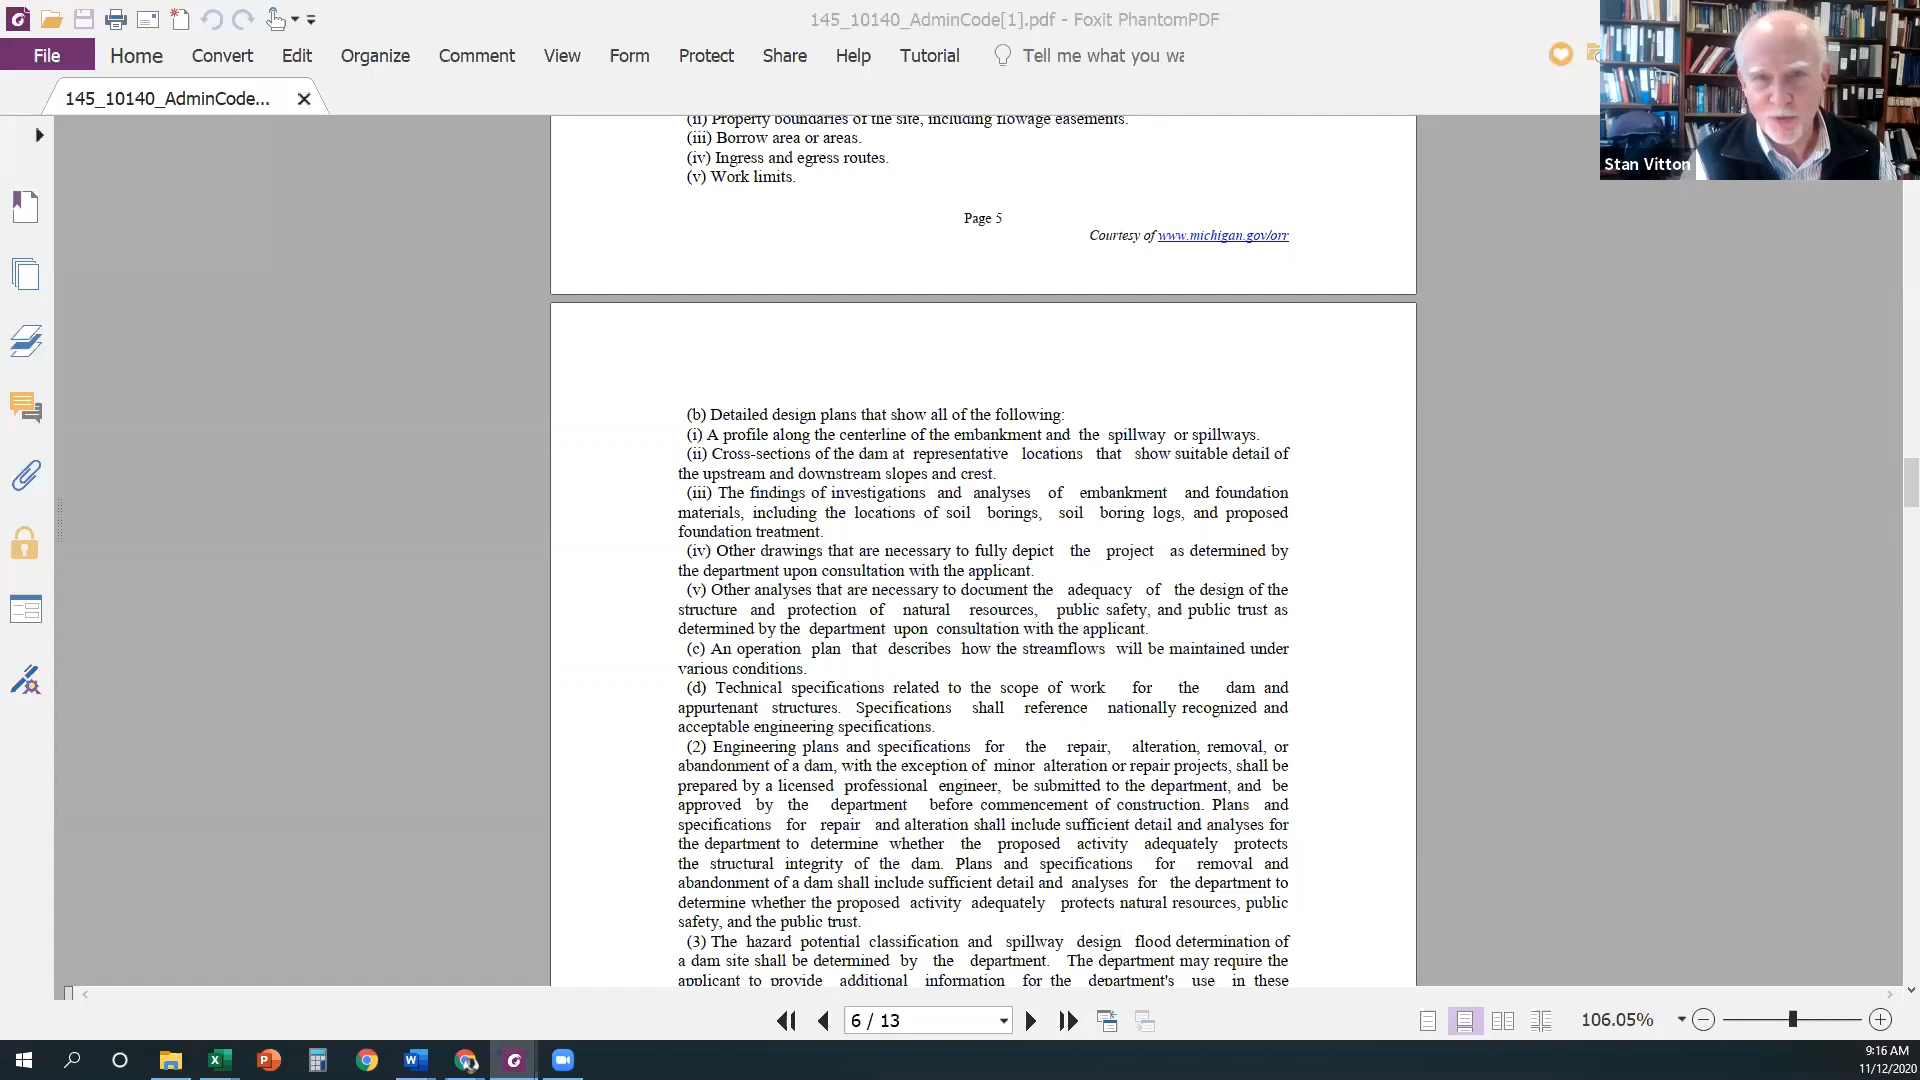 145_10140_AdminCode[1].pdf - Foxit PhantomPDF
File Home Convert Edit Organize Comment View Form Protect Share Help Tutorial Tell me what you wa
145_10140_AdminCode...
Stan Vitton
(ii) Property boundaries of the site, including flowage easements.
(iii) Borrow area or areas.
(iv) Ingress and egress routes.
(v) Work limits.
Page 5
Courtesy of www.michigan.gov/orr
(b) Detailed design plans that show all of the following:
(i) A profile along the centerline of the embankment and the spillway or spillways.
(ii) Cross-sections of the dam at representative locations that show suitable detail of
the upstream and downstream slopes and crest.
(iii) The findings of investigations and analyses of embankment and foundation
materials, including the locations of soil borings, soil boring logs, and proposed
foundation treatment.
(iv) Other drawings that are necessary to fully depict the project as determined by
the department upon consultation with the applicant.
(v) Other analyses that are necessary to document the adequacy of the design of the
structure and protection of natural resources, public safety, and public trust as
determined by the department upon consultation with the applicant.
(c) An operation plan that describes how the streamflows will be maintained under
various conditions.
(d) Technical specifications related to the scope of work for the dam and
appurtenant structures. Specifications shall reference nationally recognized and
acceptable engineering specifications.
(2) Engineering plans and specifications for the repair, alteration, removal, or
abandonment of a dam, with the exception of minor alteration or repair projects, shall be
prepared by a licensed professional engineer, be submitted to the department, and be
approved by the department before commencement of construction. Plans and
specifications for repair and alteration shall include sufficient detail and analyses for
the department to determine whether the proposed activity adequately protects
the structural integrity of the dam. Plans and specifications for removal and
abandonment of a dam shall include sufficient detail and analyses for the department to
determine whether the proposed activity adequately protects natural resources, public
safety, and the public trust.
(3) The hazard potential classification and spillway design flood determination of
a dam site shall be determined by the department. The department may require the
applicant to provide additional information for the department's use in these
6 / 13
106.05%
9:16 AM
11/12/2020